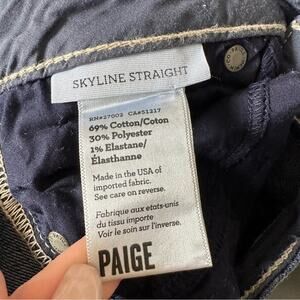 SKYLINE STRAIGHT
RN#27002 CA#51217
69% Cotton/Coton
30% Polyester
1% Elastane/
Élasthanne
Made in the USA of
imported fabric.
See care on reverse.
Fabrique aux etats-unis
du tissu importe
Voir le soin sur l'inverse.
PAIGE